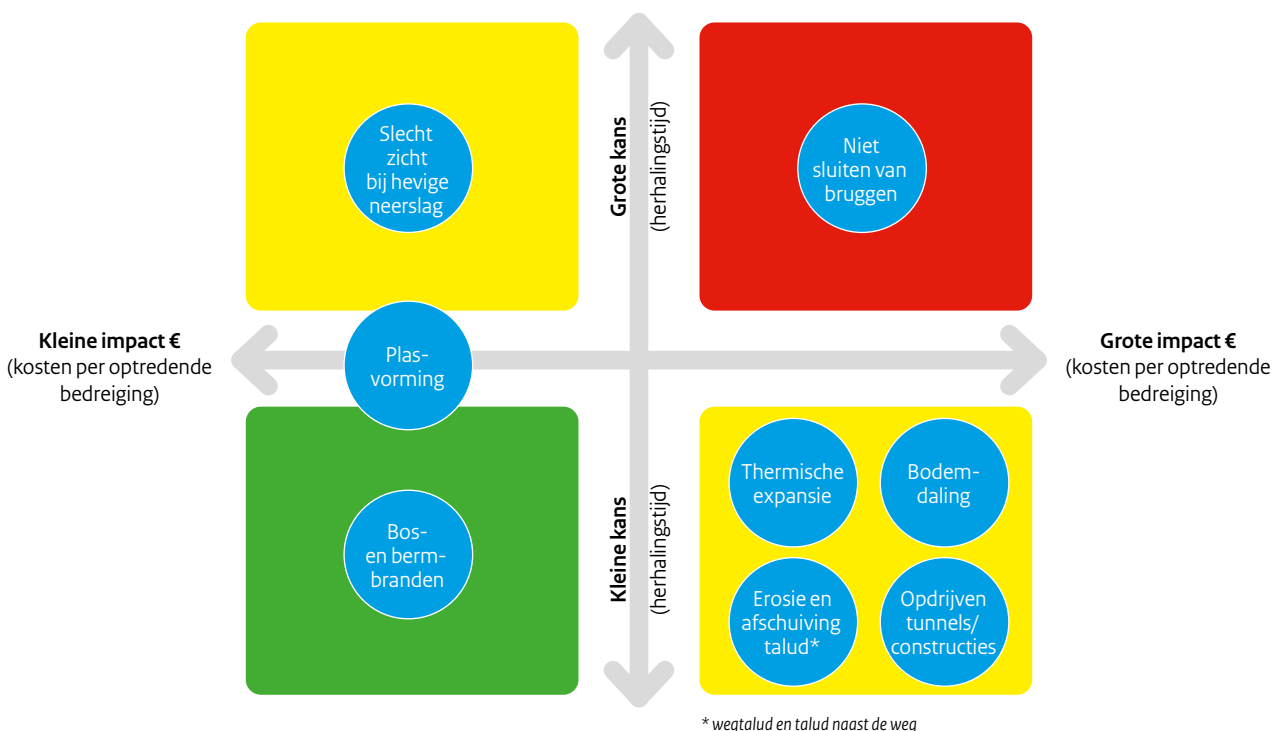 Slecht
zicht
bij hevige
neerslag
Grote kans
(herhalingstijd)
Niet
sluiten van
bruggen
Kleine impact €
(kosten per optredende
bedreiging)
Plas-
vorming
Grote impact €
(kosten per optredende
bedreiging)
Bos-
en berm-
branden
Kleine kans
(herhalingstijd)
Thermische
expansie
Bodem-
daling
Erosie en
afschuiving
talud*
Opdrijven
tunnels/
constructies
* wegtalud en talud naast de weg